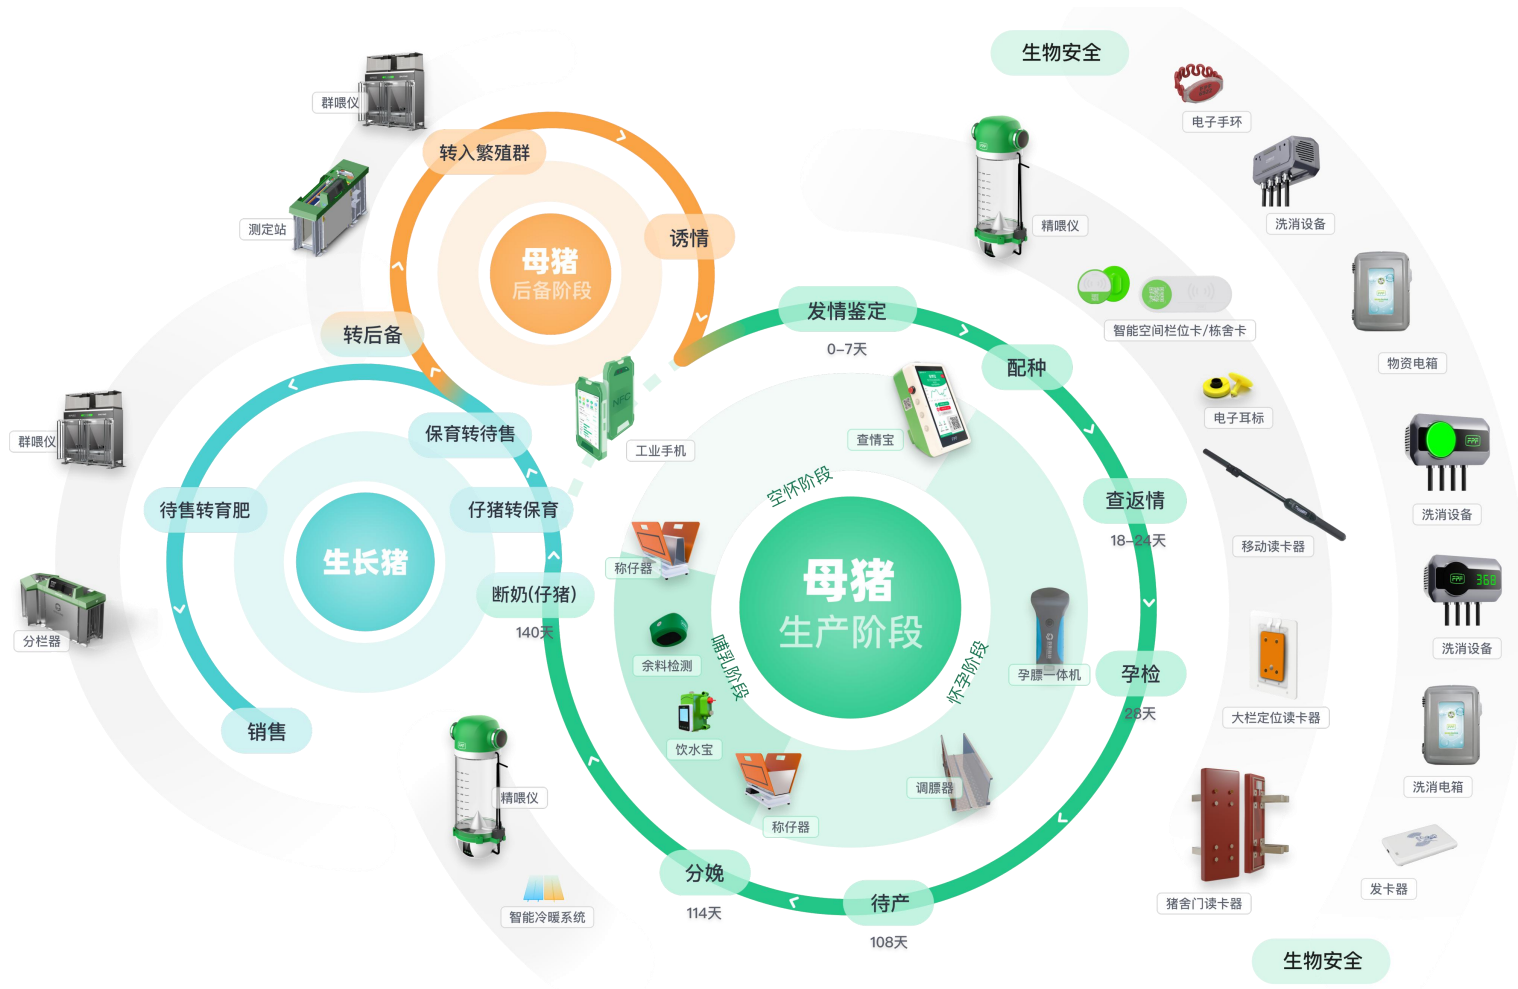 生物安全
电子手环
群喂仪
转入繁殖群
测定站
诱情
母猪
后备阶段
精喂仪
洗消设备
智能空间栏位卡/栋舍卡
转后备
发情鉴定
0-7天
配种
物资电箱
NFC
工业手机
查情宝
电子耳标
群喂仪
保育转待售
待售转育肥
仔猪转保育
空怀阶段
查返情
18-24天
FPF
洗消设备
移动读卡器
生长猪
称仔器
断奶(仔猪)
140天
母猪
生产阶段
FPF
368
洗消设备
分栏器
余料检测
哺乳阶段
怀孕阶段
孕膘一体机
孕检
28天
大栏定位读卡器
销售
饮水宝
称仔器
调膘器
精喂仪
洗消电箱
分娩
114天
待产
108天
智能冷暖系统
猪舍门读卡器
发卡器
生物安全